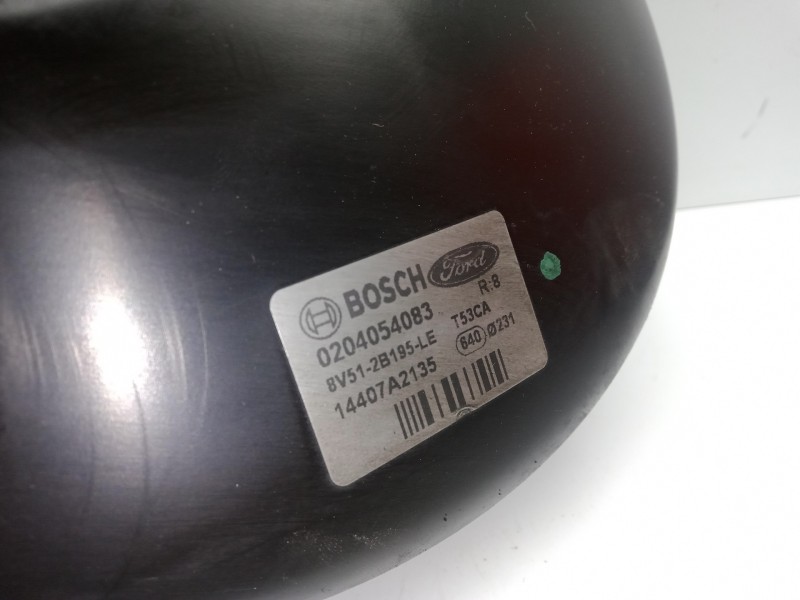 BOSCH Ford
0204054083 R:8
8V51-2B195-LE T53CA
14407A2135 640 Ø231